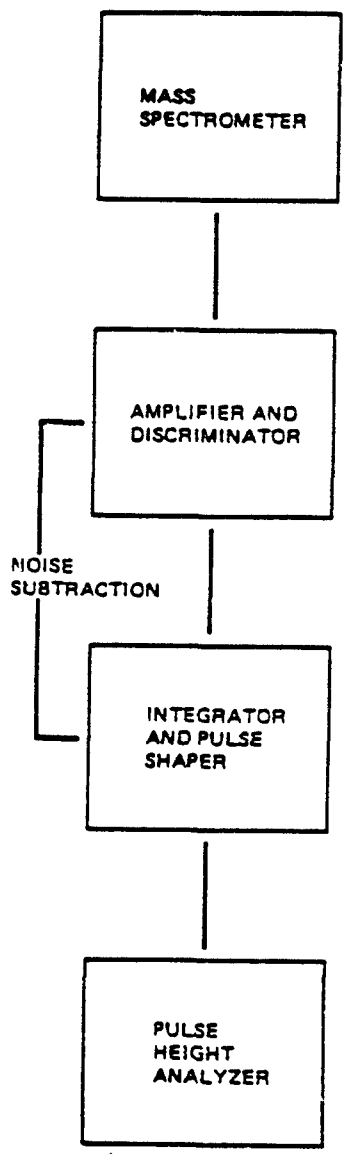 MASS
SPECTROMETER
AMPLIFIER AND
DISCRIMINATOR
NOISE
SUBTRACTION
INTEGRATOR
AND PULSE
SHAPER
PULSE
HEIGHT
ANALYZER